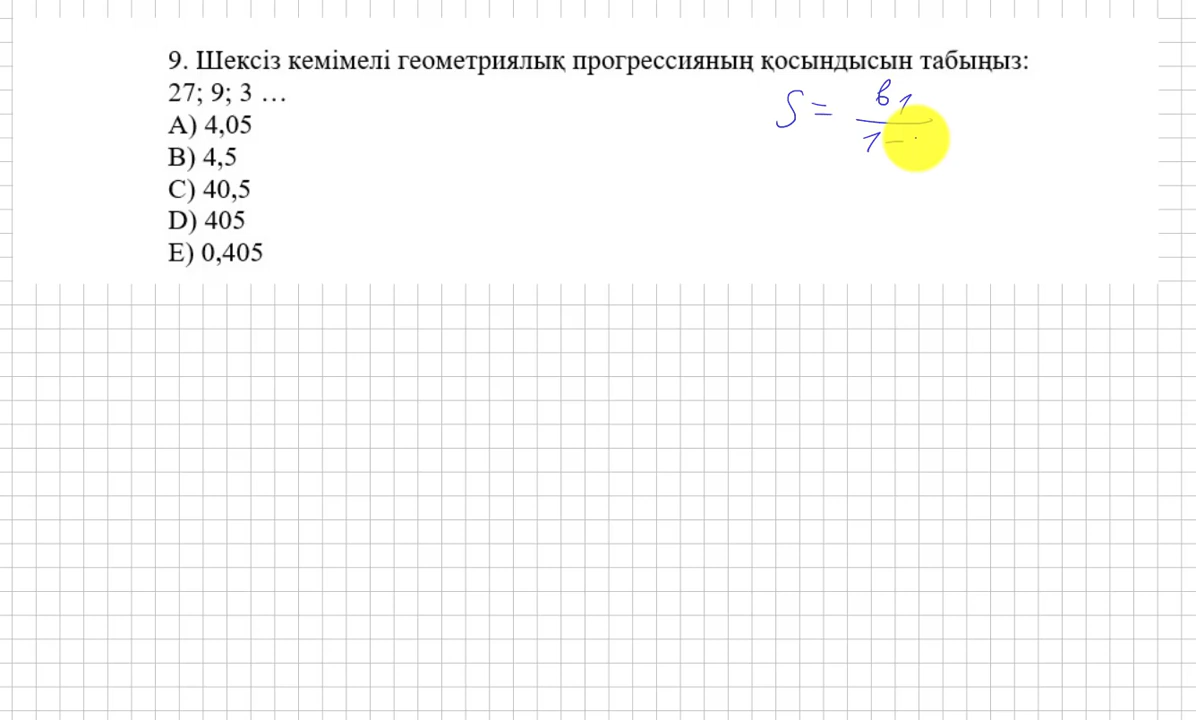 9. Шексіз кемімелі геометриялық прогрессияның қосындысын табыңыз:
27; 9; 3 …
A) 4,05
B) 4,5
C) 40,5
D) 405
E) 0,405
S = b1
1 -